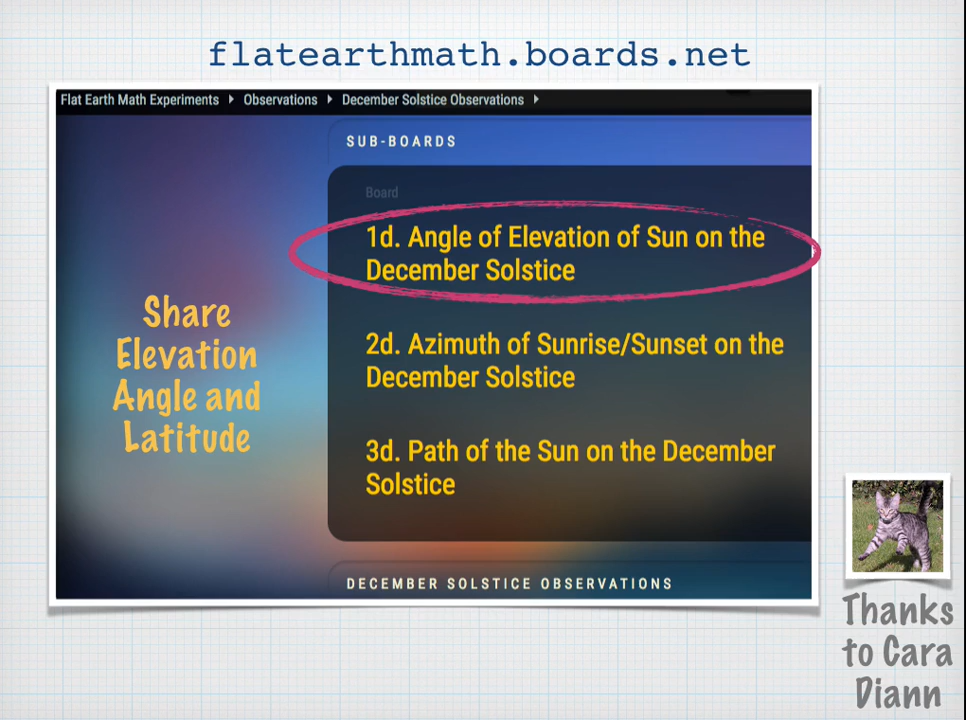 flatearthmath.boards.net
Flat Earth Math Experiments ▸ Observations ▸ December Solstice Observations ▸
SUB-BOARDS
Board
1d. Angle of Elevation of Sun on the
December Solstice
2d. Azimuth of Sunrise/Sunset on the
December Solstice
3d. Path of the Sun on the December
Solstice
DECEMBER SOLSTICE OBSERVATIONS
Share
Elevation
Angle and
Latitude
Thanks
to Cara
Diann